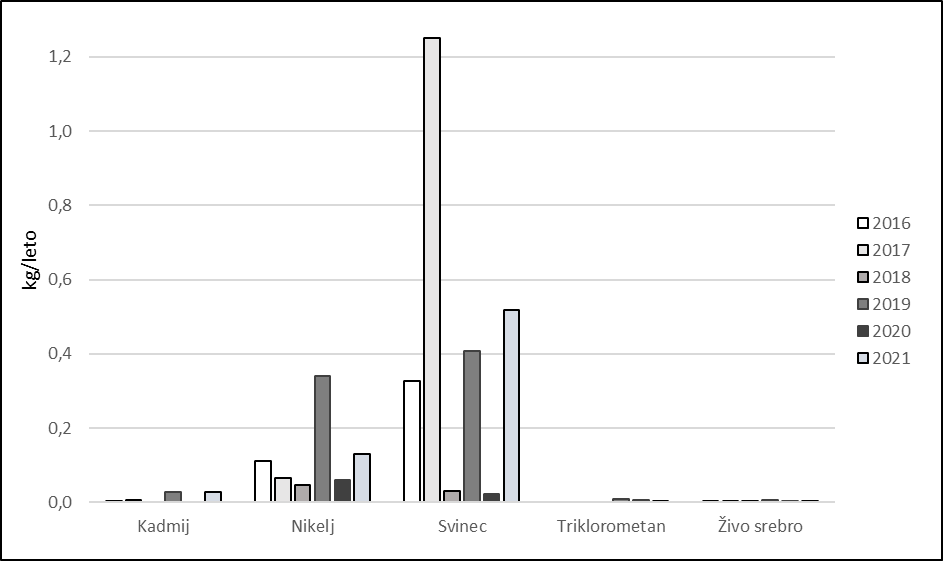 1,2
1,0
0,8
0,6
0,4
0,2
0,0
kg/leto
Kadmij
Nikelj
Svinec
Triklorometan
Živo srebro
2016
2017
2018
2019
2020
2021